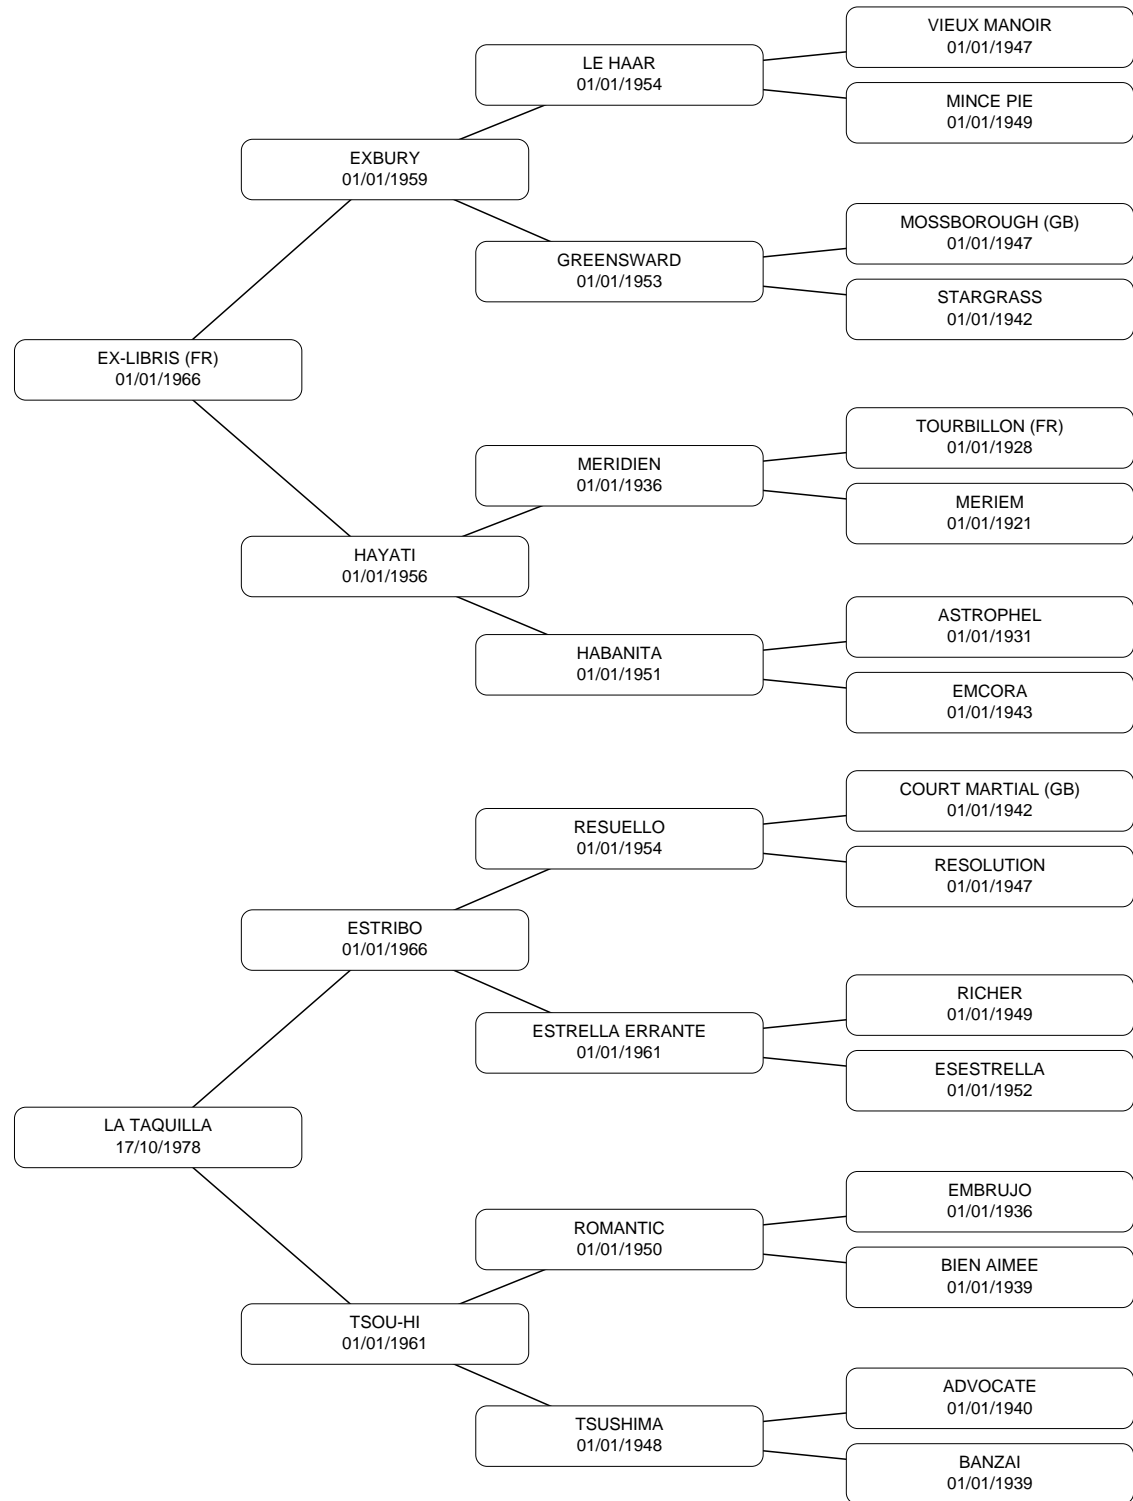 VIEUX MANOIR
01/01/1947
LE HAAR
01/01/1954
MINCE PIE
01/01/1949
EXBURY
01/01/1959
MOSSBOROUGH (GB)
01/01/1947
GREENSWARD
01/01/1953
STARGRASS
01/01/1942
EX-LIBRIS (FR)
01/01/1966
TOURBILLON (FR)
01/01/1928
MERIDIEN
01/01/1936
MERIEM
01/01/1921
HAYATI
01/01/1956
ASTROPHEL
01/01/1931
HABANITA
01/01/1951
EMCORA
01/01/1943
COURT MARTIAL (GB)
01/01/1942
RESUELLO
01/01/1954
RESOLUTION
01/01/1947
ESTRIBO
01/01/1966
RICHER
01/01/1949
ESTRELLA ERRANTE
01/01/1961
ESESTRELLA
01/01/1952
LA TAQUILLA
17/10/1978
EMBRUJO
01/01/1936
ROMANTIC
01/01/1950
BIEN AIMEE
01/01/1939
TSOU-HI
01/01/1961
ADVOCATE
01/01/1940
TSUSHIMA
01/01/1948
BANZAI
01/01/1939